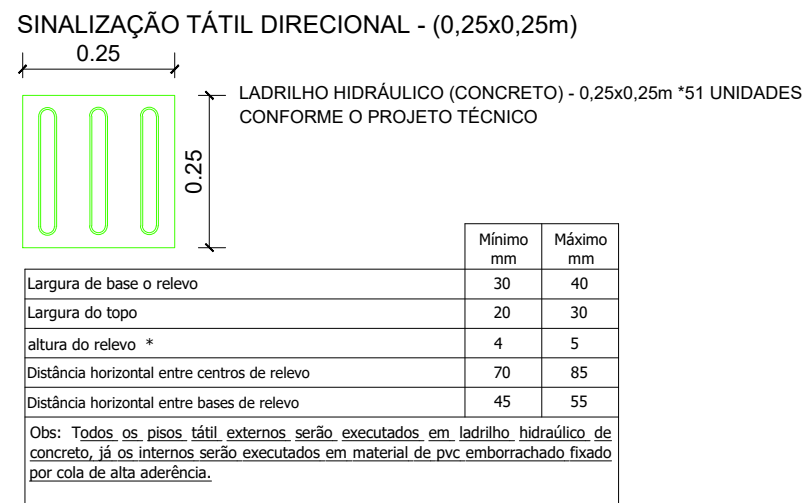 SINALIZAÇÃO TÁTIL DIRECIONAL - (0,25x0,25m)
0.25
LADRILHO HIDRÁULICO (CONCRETO) - 0,25x0,25m *51 UNIDADES
CONFORME O PROJETO TÉCNICO
0.25
Mínimo mm Máximo mm
Largura de base o relevo 30 40
Largura do topo 20 30
altura do relevo * 4 5
Distância horizontal entre centros de relevo 70 85
Distância horizontal entre bases de relevo 45 55
Obs: Todos os pisos tátil externos serão executados em ladrilho hidraúlico de
concreto, já os internos serão executados em material de pvc emborrachado fixado
por cola de alta aderência.